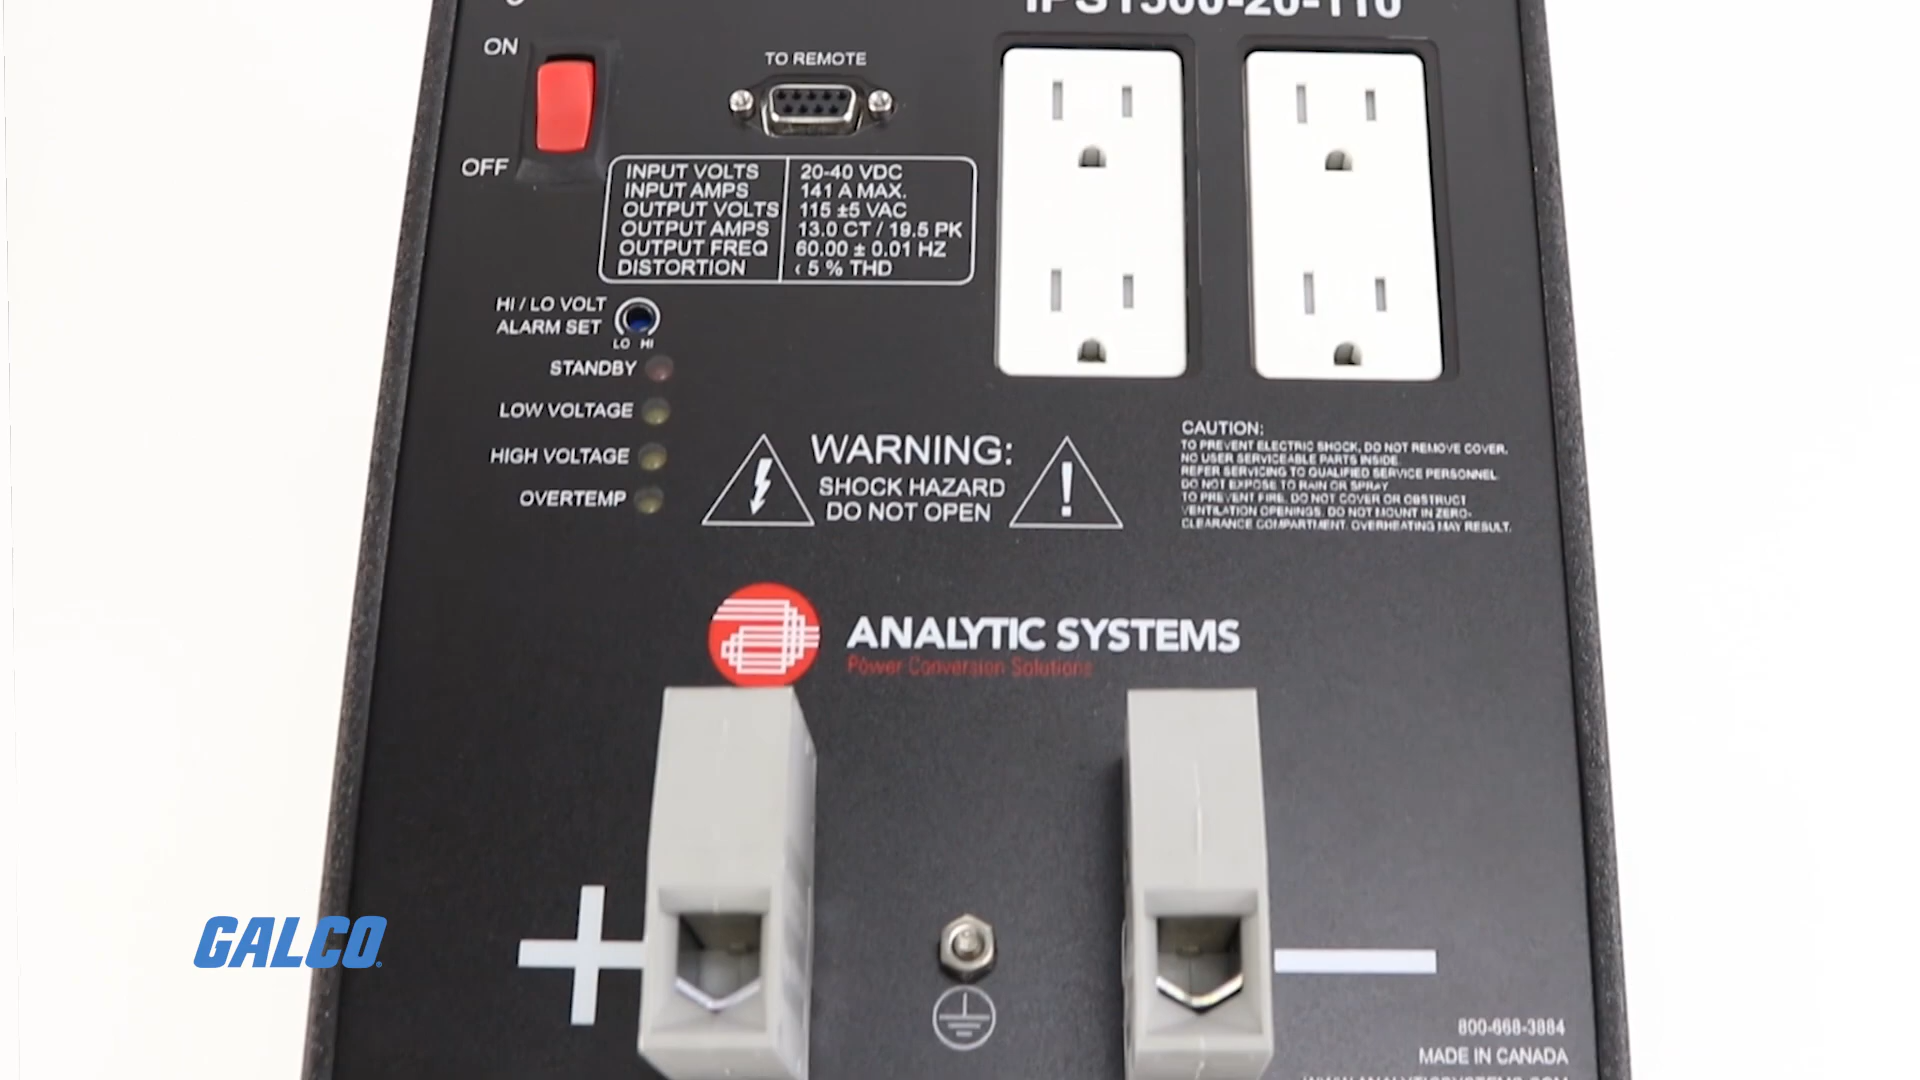 IPS1500-20-110
ON
OFF
TO REMOTE
INPUT VOLTS 20-40 VDC
INPUT AMPS 141 A MAX.
OUTPUT VOLTS 115 ±5 VAC
OUTPUT AMPS 13.0 CT / 19.5 PK
OUTPUT FREQ 60.00 ± 0.01 HZ
DISTORTION < 5 % THD
HI / LO VOLT
ALARM SET
LO HI
STANDBY
LOW VOLTAGE
HIGH VOLTAGE
OVERTEMP
WARNING:
SHOCK HAZARD
DO NOT OPEN
CAUTION:
TO PREVENT ELECTRIC SHOCK, DO NOT REMOVE COVER.
NO USER SERVICEABLE PARTS INSIDE.
REFER SERVICING TO QUALIFIED SERVICE PERSONNEL.
DO NOT EXPOSE TO RAIN OR SPRAY
TO PREVENT FIRE, DO NOT COVER OR OBSTRUCT
VENTILATION OPENINGS. DO NOT MOUNT IN ZERO-
CLEARANCE COMPARTMENT. OVERHEATING MAY RESULT.
ANALYTIC SYSTEMS
Power Conversion Solutions
+
−
GALCO®
800-668-3884
MADE IN CANADA
WWW.ANALYTICSYSTEMS.COM